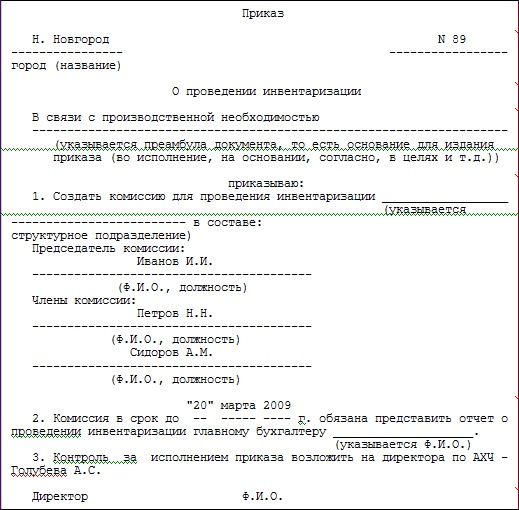 Приказ
Н. Новгород N 89
---------------- -----------------
город (название)
О проведении инвентаризации
В связи с производственной необходимостью
--------------------------------------------------------------------
(указывается преамбула документа, то есть основание для издания
приказа (во исполнение, на основании, согласно, в целях и т.д.))
приказываю:
1. Создать комиссию для проведения инвентаризации __________________
(указывается
------------------------- в составе:
структурное подразделение)
Председатель комиссии:
Иванов И.И.
----------------------------------------
(Ф.И.О., должность)
Члены комиссии:
Петров Н.Н.
----------------------------------------
(Ф.И.О., должность)
Сидоров А.М.
----------------------------------------
(Ф.И.О., должность)
"20" марта 2009
2. Комиссия в срок до -- ----- ---- г. обязана представить отчет о
проведении инвентаризации главному бухгалтеру ____________________.
(указывается Ф.И.О.)
3. Контроль за исполнением приказа возложить на директора по АХЧ –
Голубева А.С.
Директор Ф.И.О.